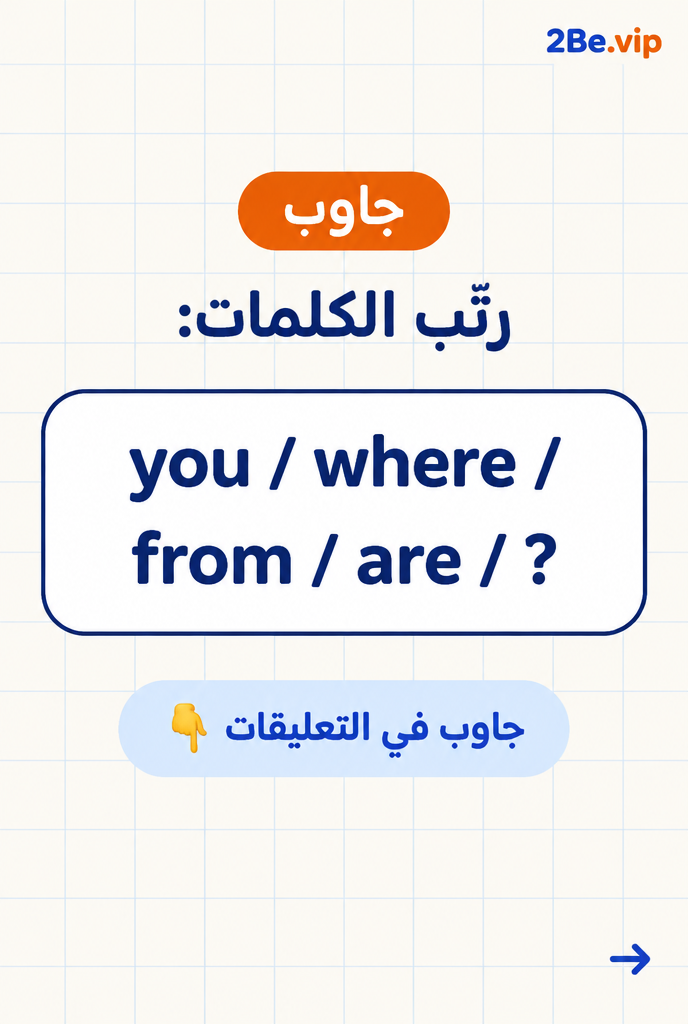 2Be.vip
جاوب
رتّب الكلمات:
you / where /
from / are / ?
جاوب في التعليقات 👇
→